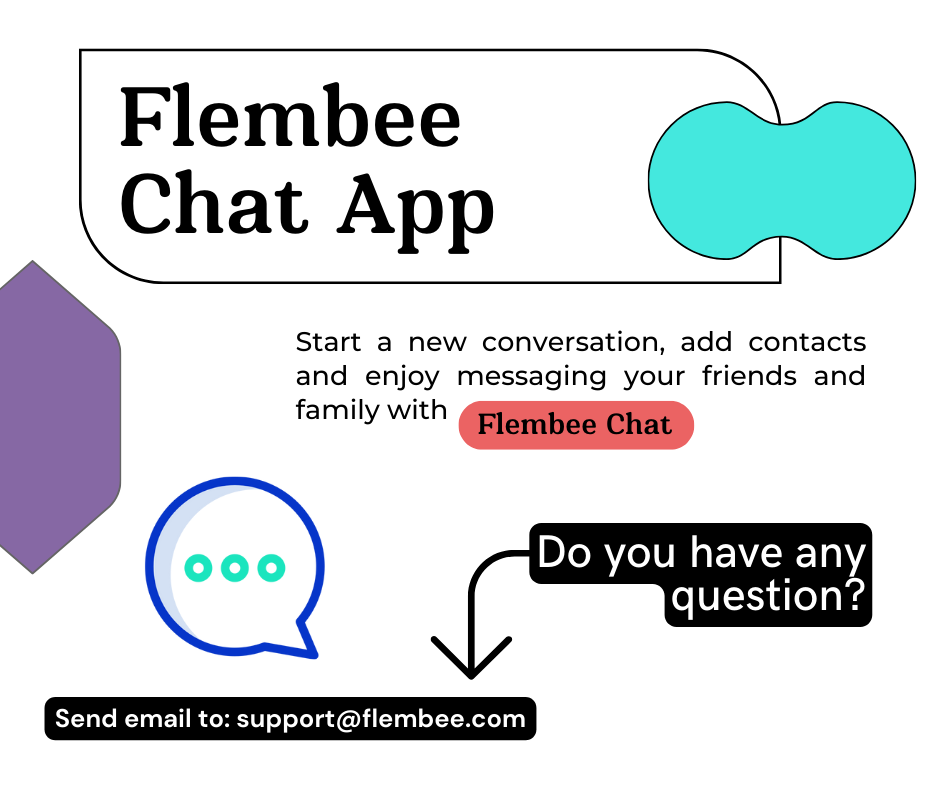 Flembee
Chat App
Start a new conversation, add contacts
and enjoy messaging your friends and
family with Flembee Chat
Do you have any
question?
Send email to: support@flembee.com